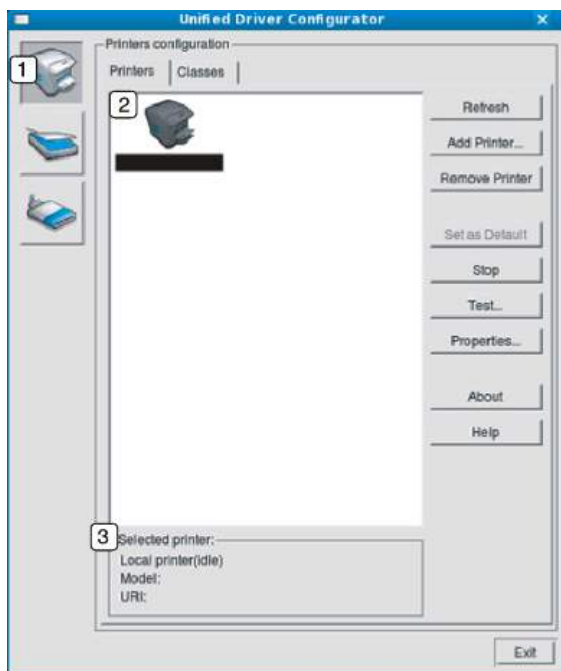 Unified Driver Configurator
Printers configuration
1
Printers Classes
2
Refresh
Add Printer...
Remove Printer
Set as Default
Stop
Test...
Properties...
About
Help
3
Selected printer:
Local printer(idle)
Model:
URI:
Exit